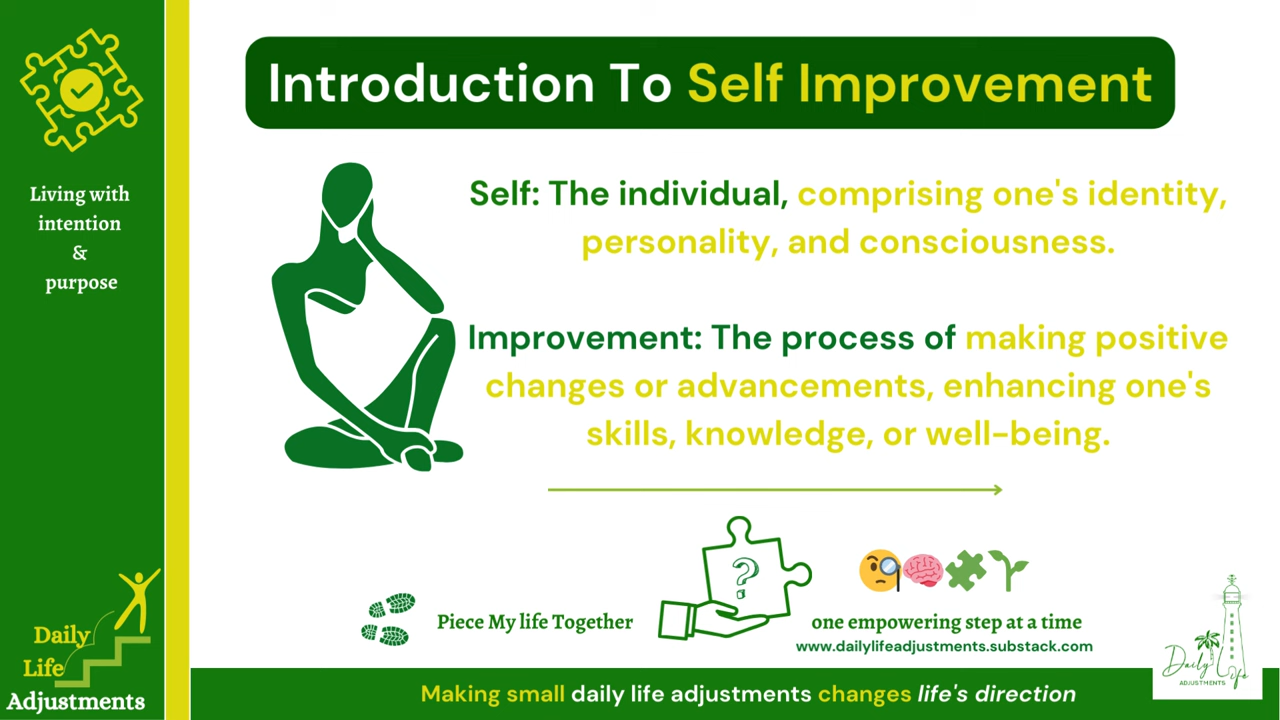 Introduction To Self Improvement
Living with
intention
&
purpose
Self: The individual, comprising one's identity,
personality, and consciousness.
Improvement: The process of making positive
changes or advancements, enhancing one's
skills, knowledge, or well-being.
?
Piece My life Together
one empowering step at a time
www.dailylifeadjustments.substack.com
Daily
Life
Adjustments
Daily Life
ADJUSTMENTS
Making small daily life adjustments changes life's direction